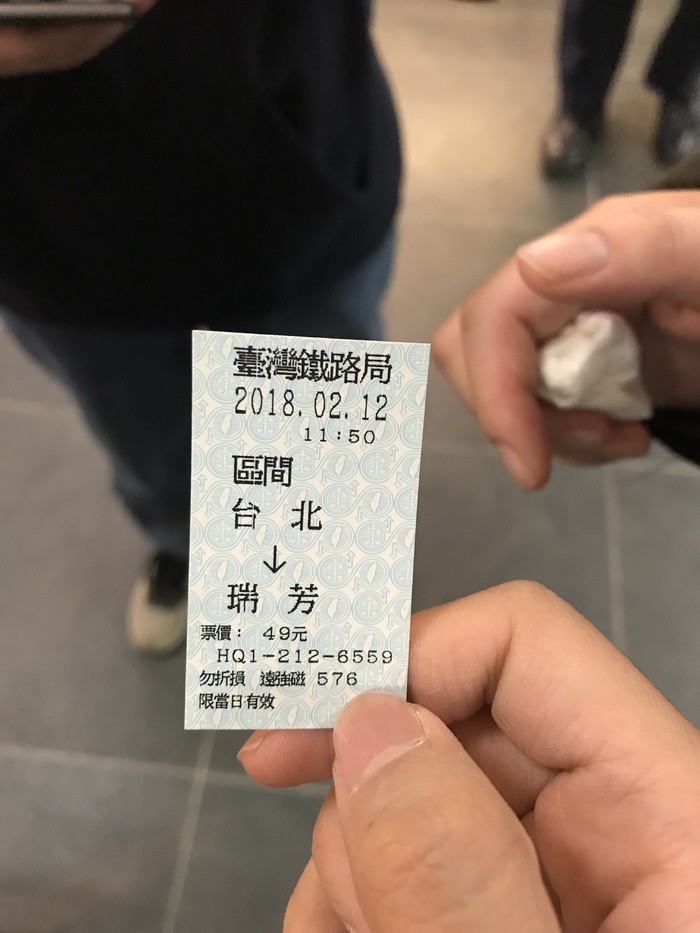 臺灣鐵路局
2018.02.12
11:50
區間
台北
↓
瑞芳
票價： 49元
HQ1-212-6559
勿折損 遠強磁 576
限當日有效